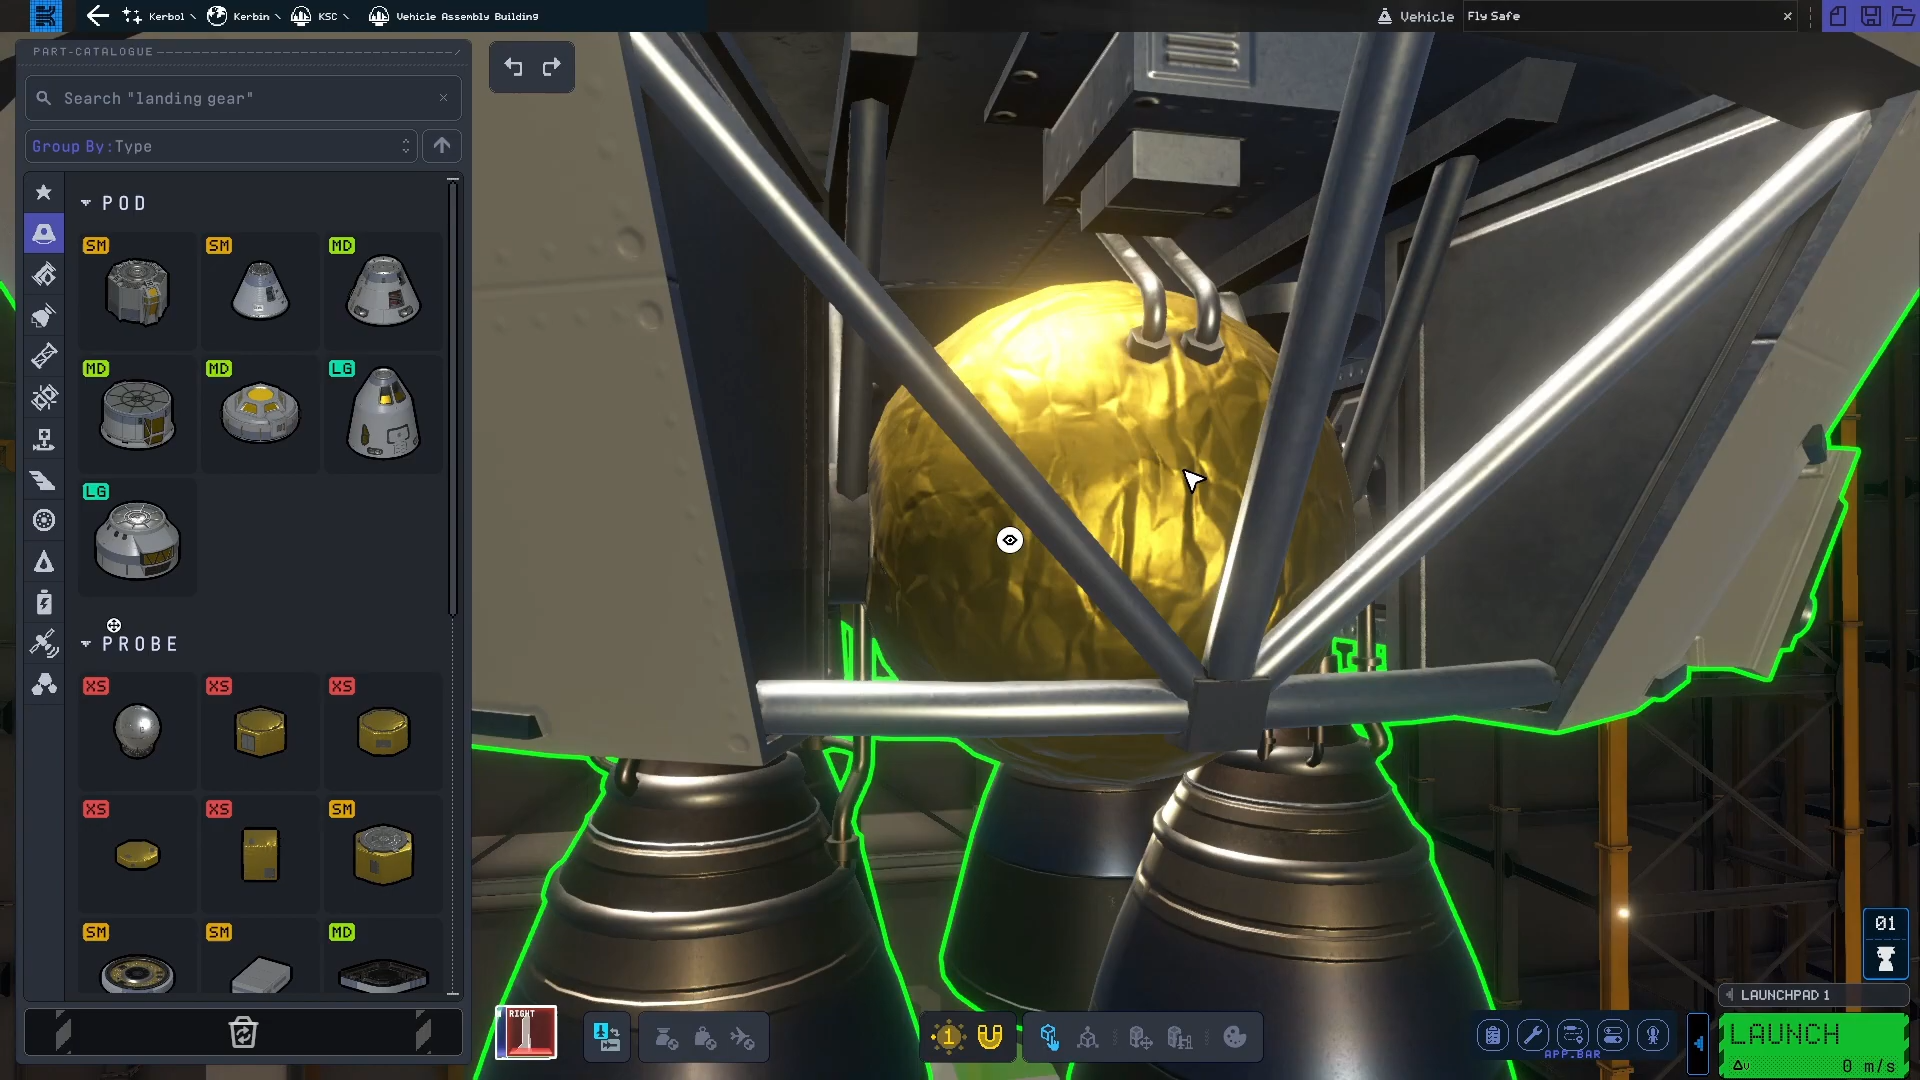 Kerbol
Kerbin
KSC
Vehicle Assembly Building
Vehicle
Fly Safe
PART-CATALOGUE
Search "landing gear"
Group By: Type
POD
SM
SM
MD
MD
MD
LG
LG
PROBE
XS
XS
XS
XS
XS
SM
SM
SM
MD
RIGHT
1
APP.BAR
01
LAUNCHPAD 1
LAUNCH
Δv 0 m/s